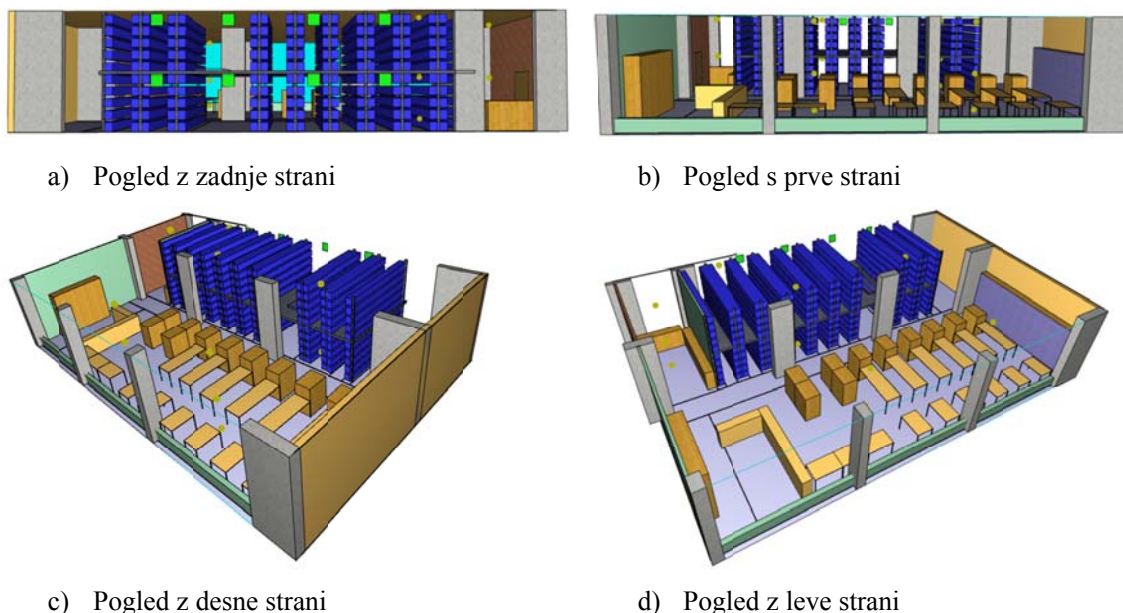 a) Pogled z zadnje strani
b) Pogled s prve strani
c) Pogled z desne strani
d) Pogled z leve strani